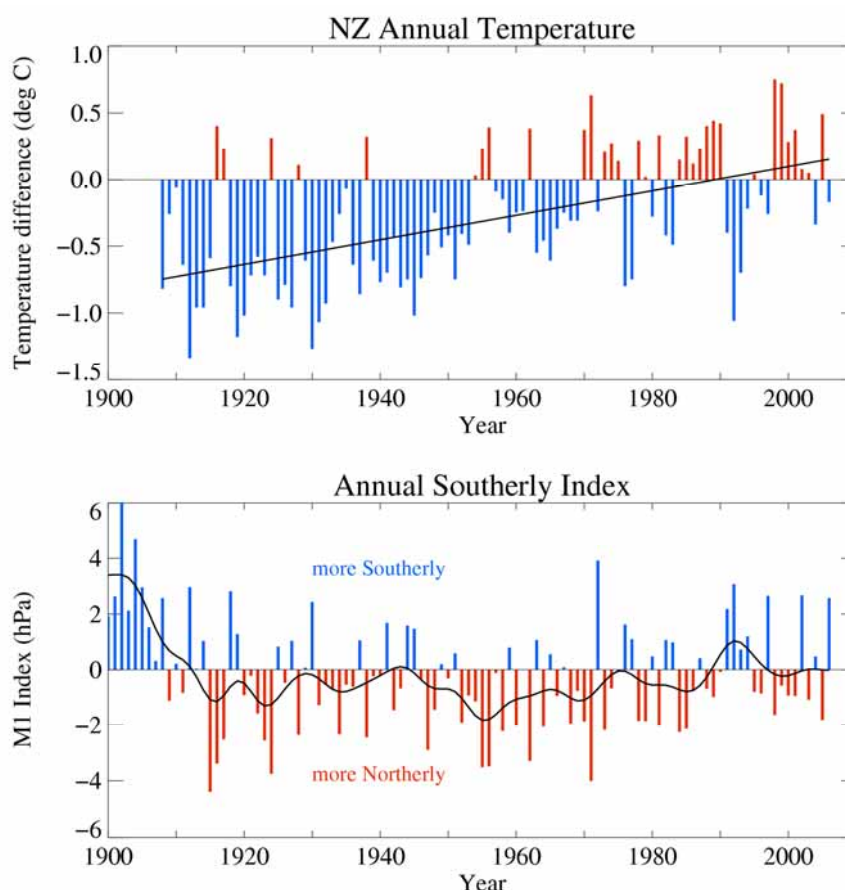 NZ Annual Temperature
Temperature difference (deg C)
1.0
0.5
0.0
−0.5
−1.0
−1.5
1900 1920 1940 1960 1980 2000
Year
Annual Southerly Index
M1 Index (hPa)
6
4
2
0
−2
−4
−6
more Southerly
more Northerly
1900 1920 1940 1960 1980 2000
Year